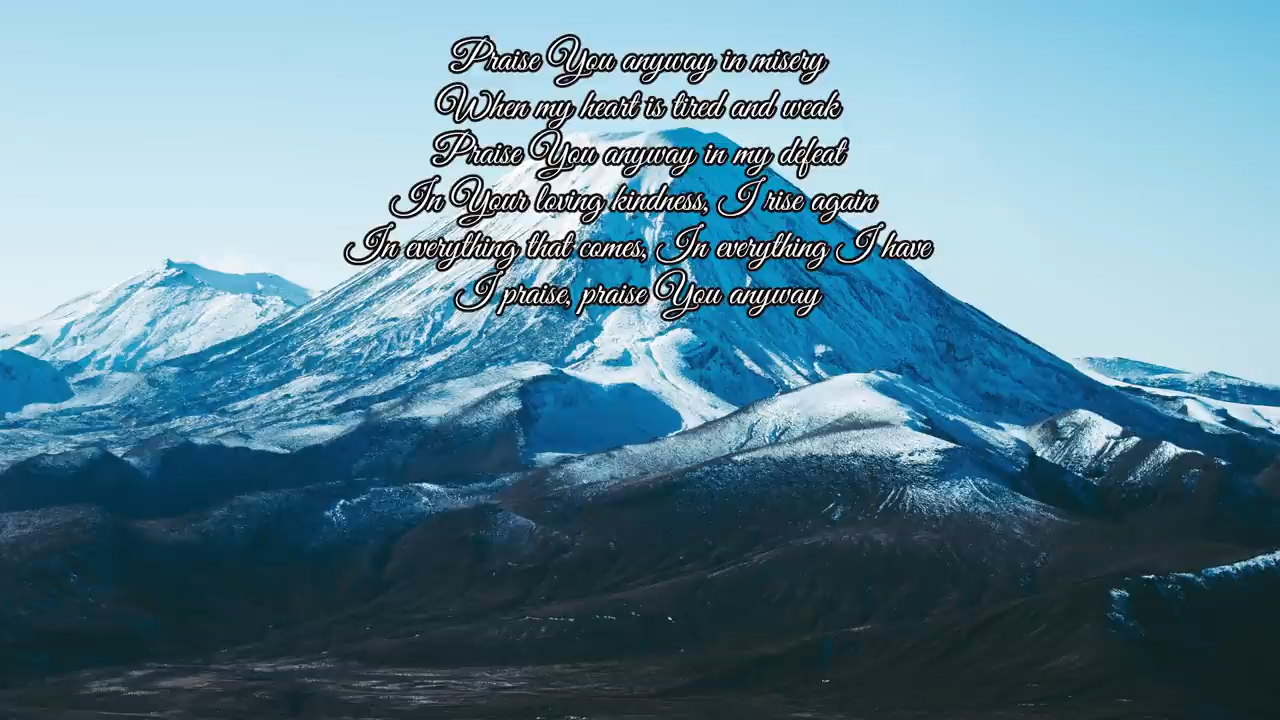 Praise You anyway in misery
When my heart is tired and weak
Praise You anyway in my defeat
In Your loving kindness, I rise again
In everything that comes, In everything I have
I praise, praise You anyway